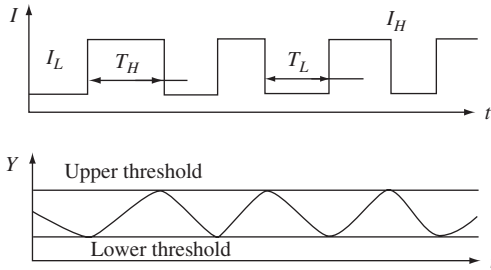 I
I_H
I_L
T_H
T_L
t
Y
Upper threshold
Lower threshold